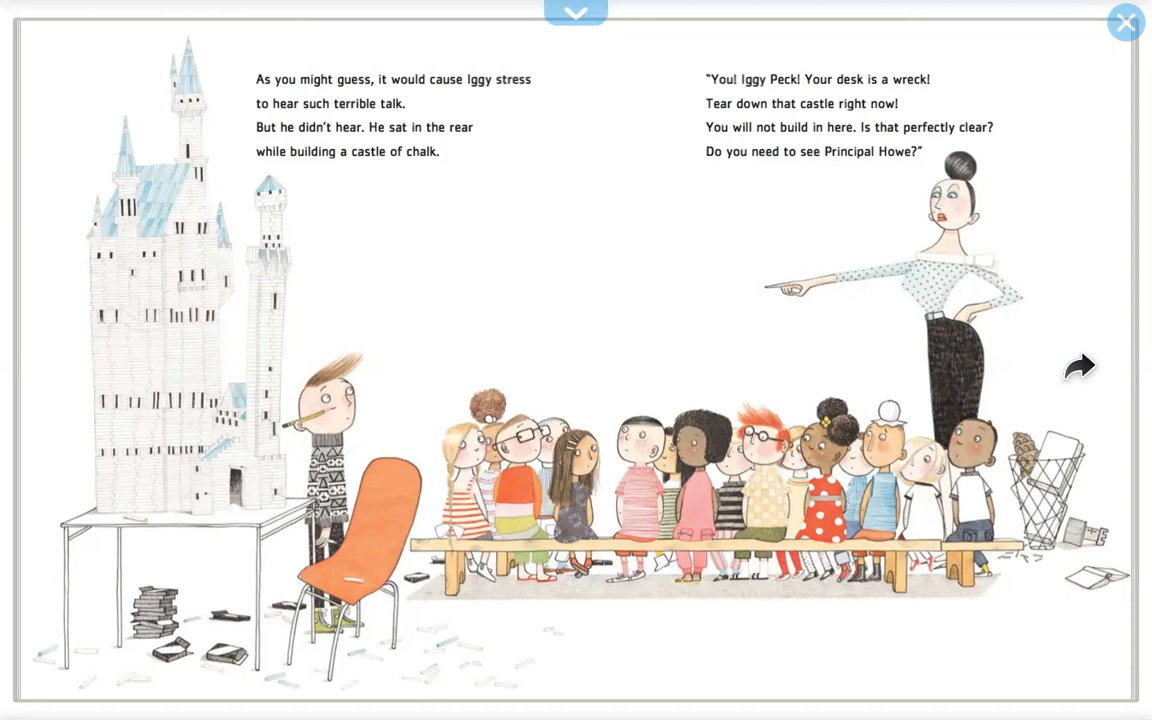 As you might guess, it would cause Iggy stress
to hear such terrible talk.
But he didn't hear. He sat in the rear
while building a castle of chalk.
"You! Iggy Peck! Your desk is a wreck!
Tear down that castle right now!
You will not build in here. Is that perfectly clear?
Do you need to see Principal Howe?"